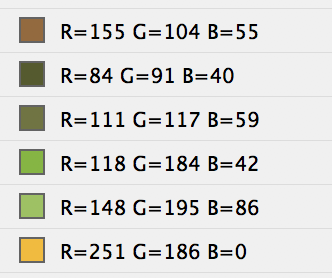 R=155 G=104 B=55
R=84 G=91 B=40
R=111 G=117 B=59
R=118 G=184 B=42
R=148 G=195 B=86
R=251 G=186 B=0